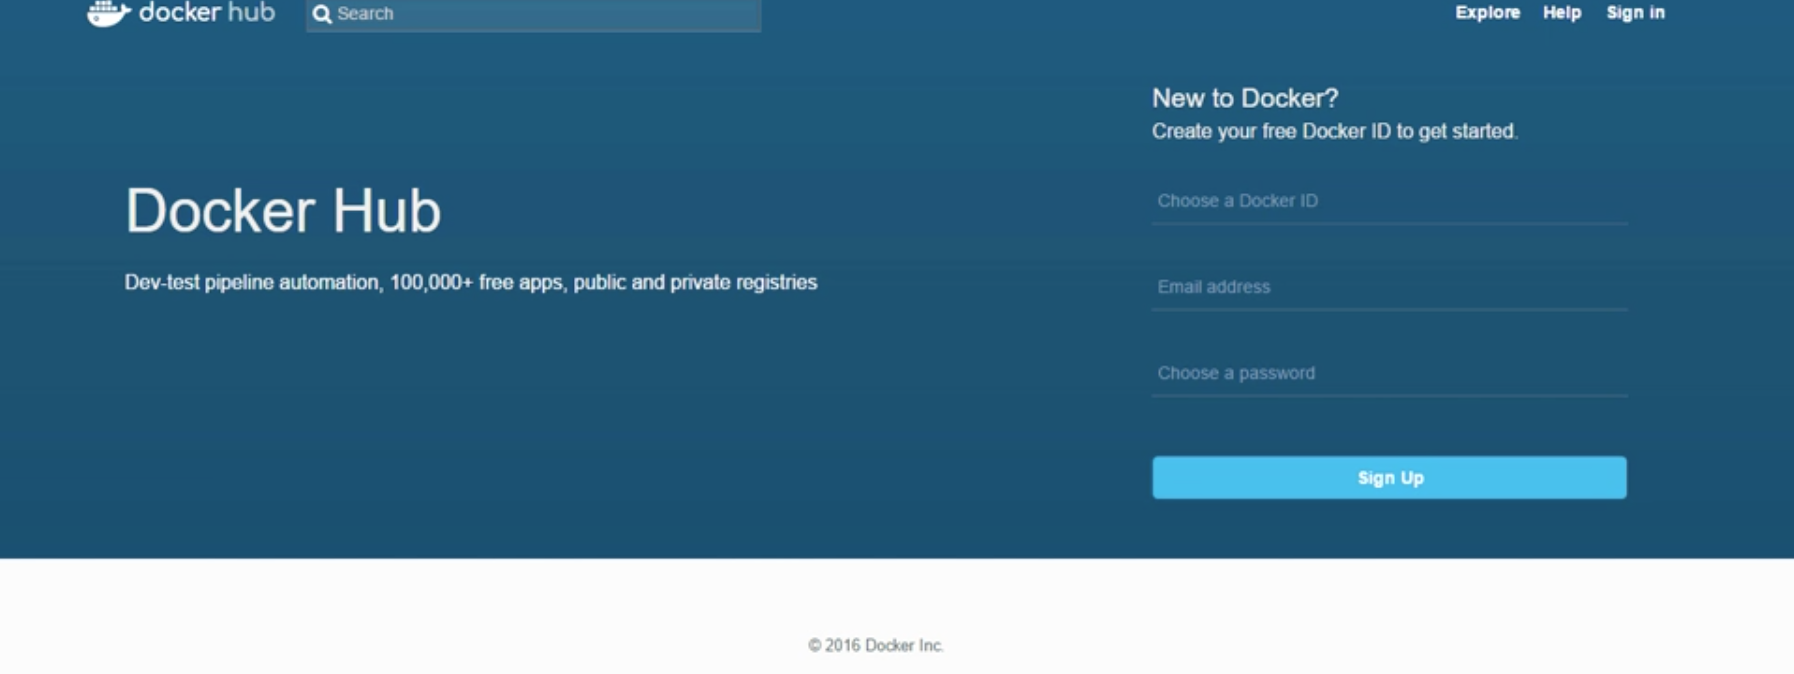 docker hub
Search
Explore Help Sign in
New to Docker?
Create your free Docker ID to get started.
Choose a Docker ID
Docker Hub
Dev-test pipeline automation, 100,000+ free apps, public and private registries
Email address
Choose a password
Sign Up
© 2016 Docker Inc.